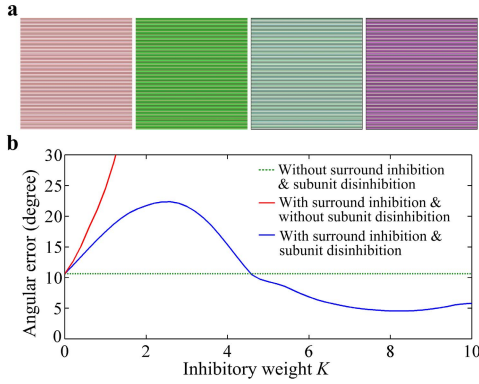 a
b
30
25
20
15
10
5
0
Angular error (degree)
Without surround inhibition
& subunit disinhibition
With surround inhibition &
without subunit disinhibition
With surround inhibition &
subunit disinhibition
0 2 4 6 8 10
Inhibitory weight K